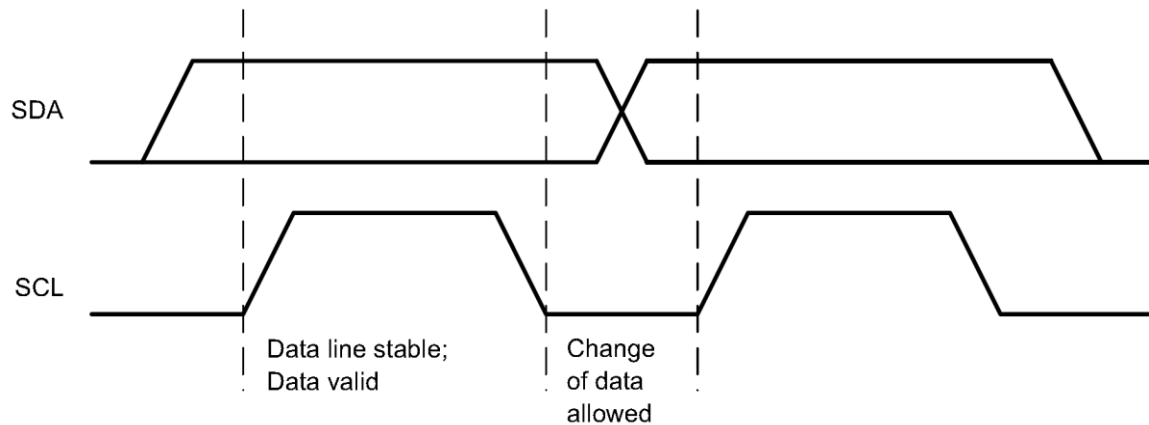 SDA
SCL
Data line stable;
Data valid
Change
of data
allowed